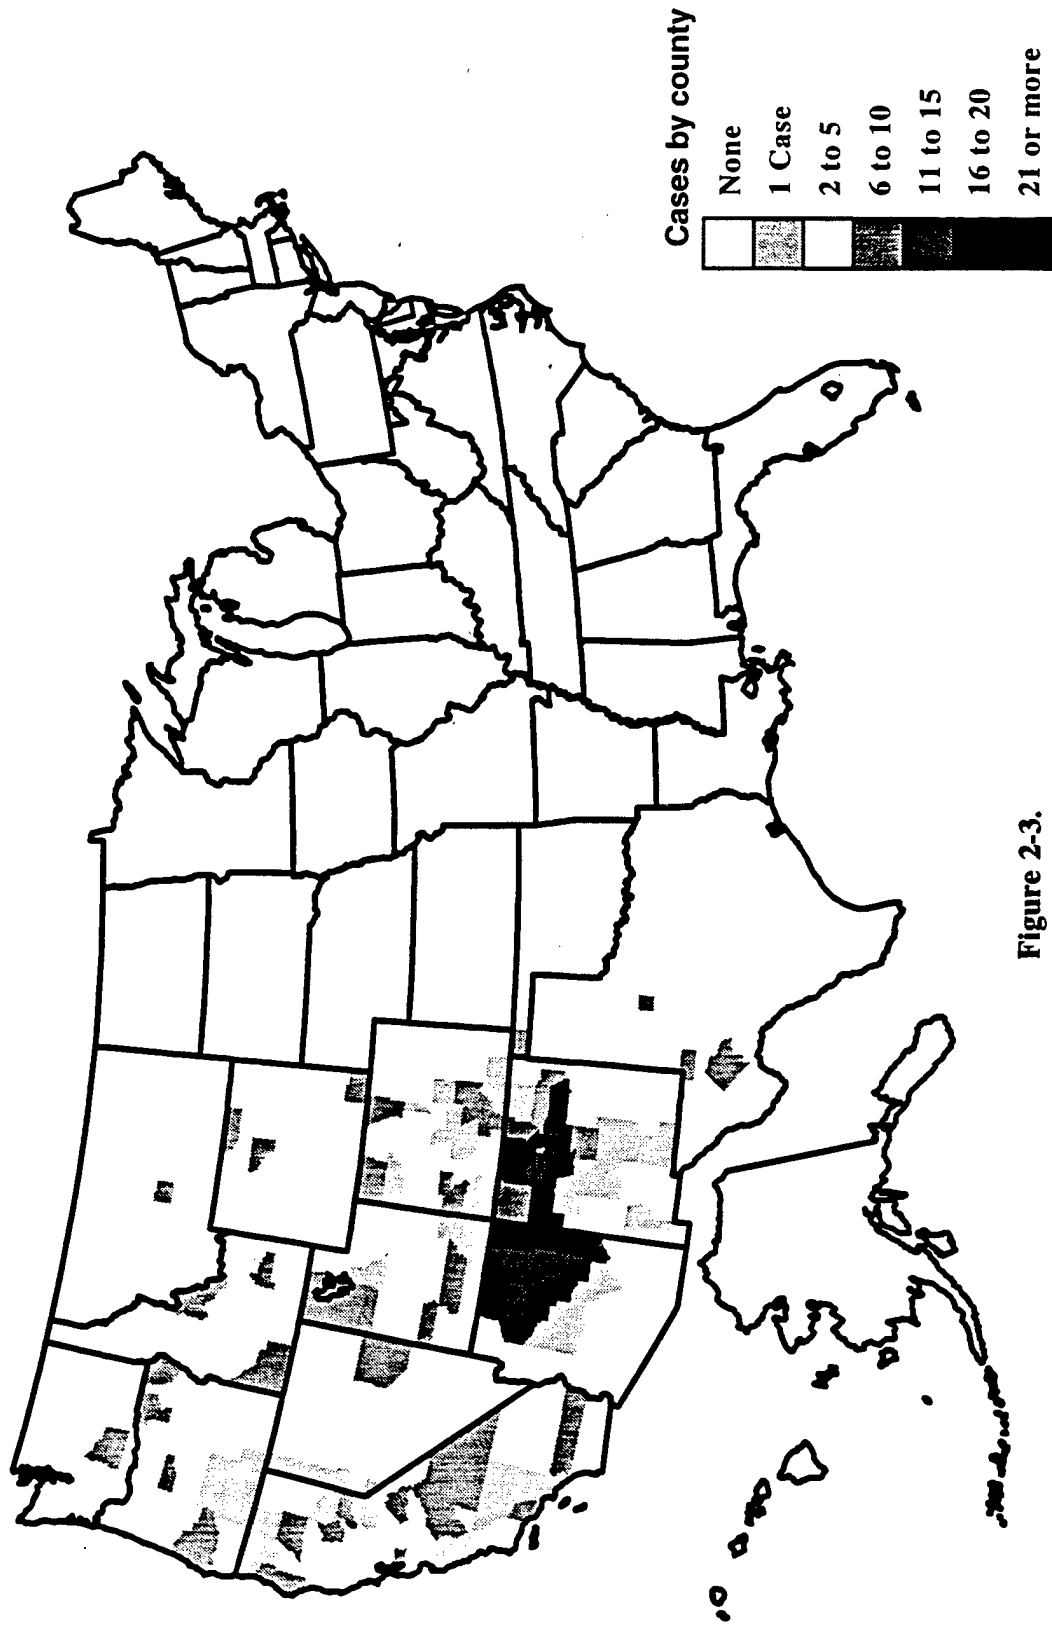 Cases by county
None
1 Case
2 to 5
6 to 10
11 to 15
16 to 20
21 or more
Figure 2-3.